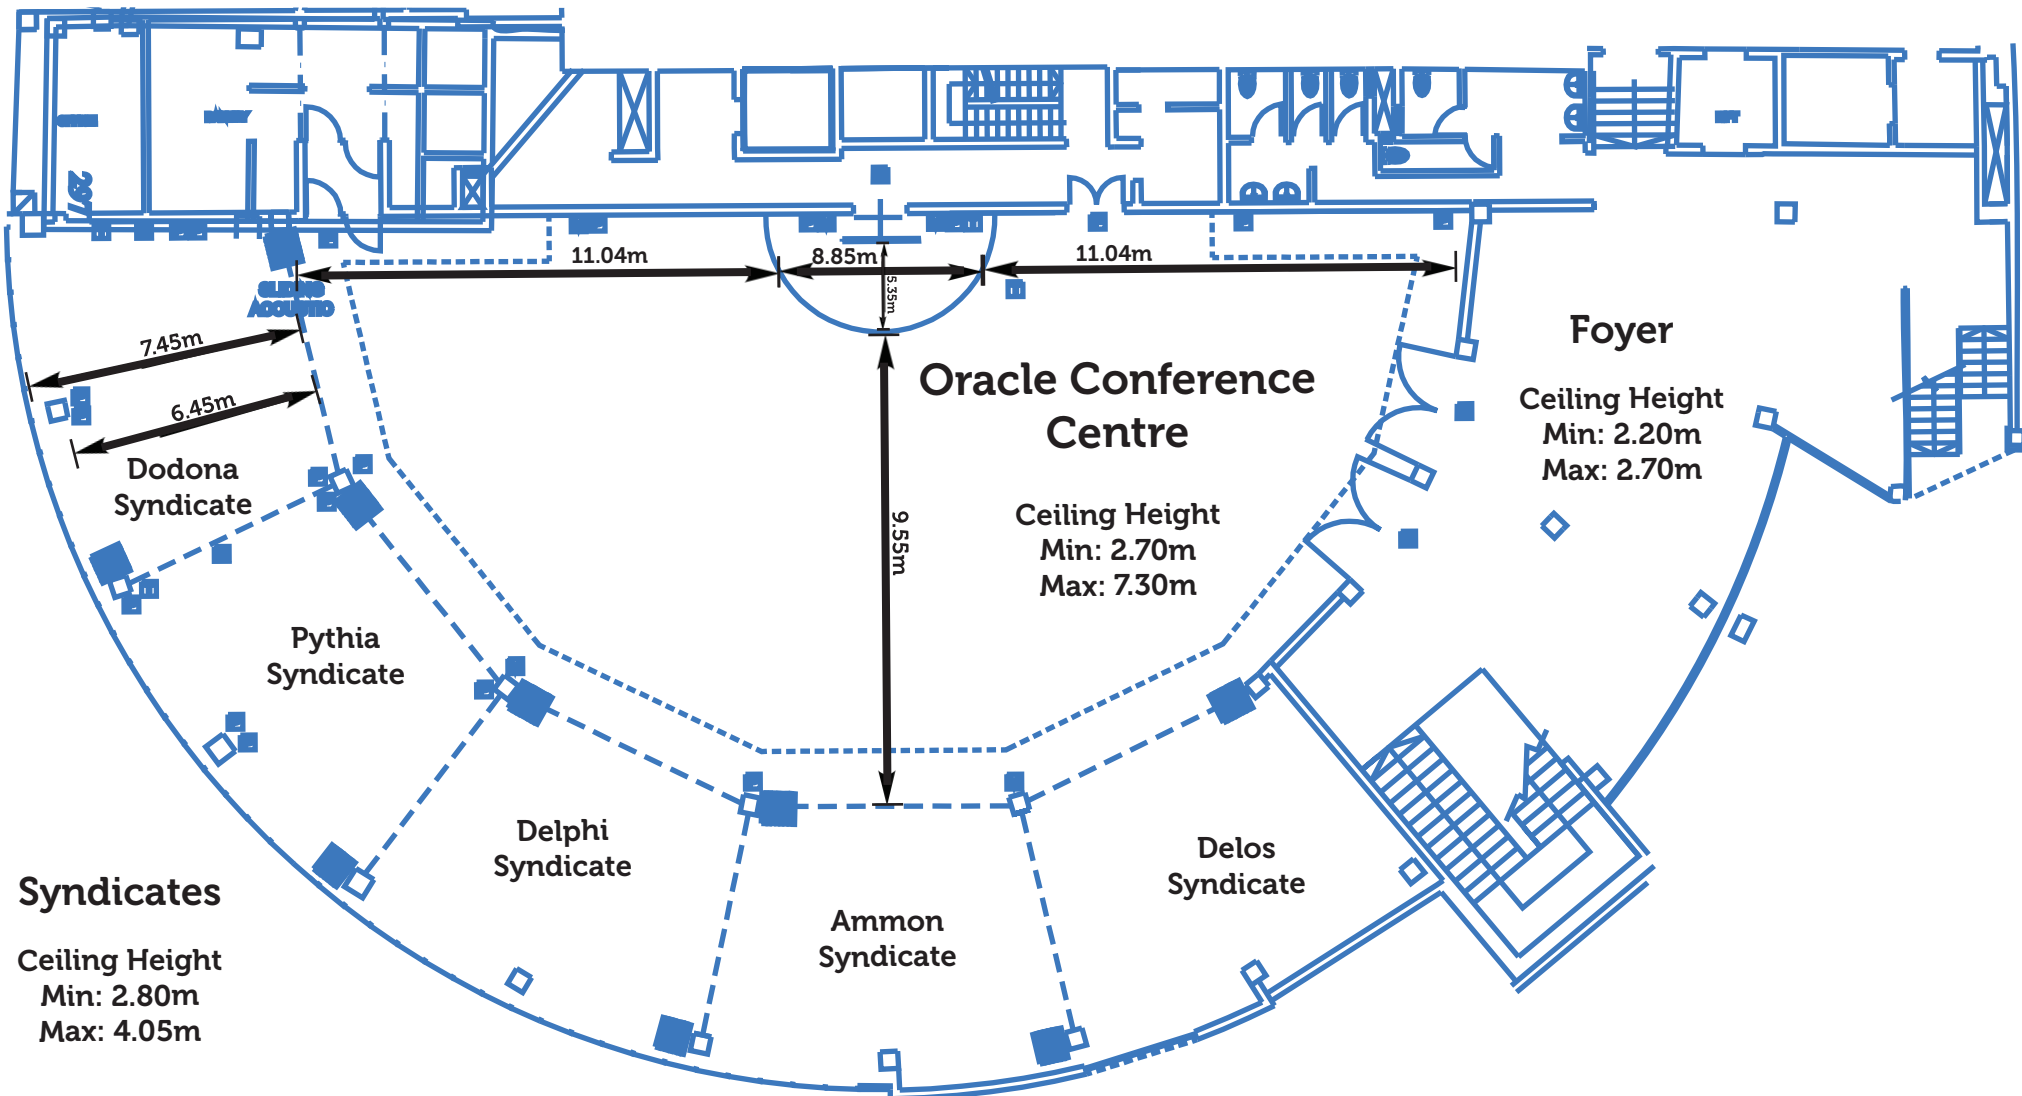 11.04m
8.85m
11.04m
5.35m
7.45m
6.45m
9.55m
Oracle Conference
Centre
Ceiling Height
Min: 2.70m
Max: 7.30m
Foyer
Ceiling Height
Min: 2.20m
Max: 2.70m
Dodona
Syndicate
Pythia
Syndicate
Delphi
Syndicate
Ammon
Syndicate
Delos
Syndicate
Syndicates
Ceiling Height
Min: 2.80m
Max: 4.05m